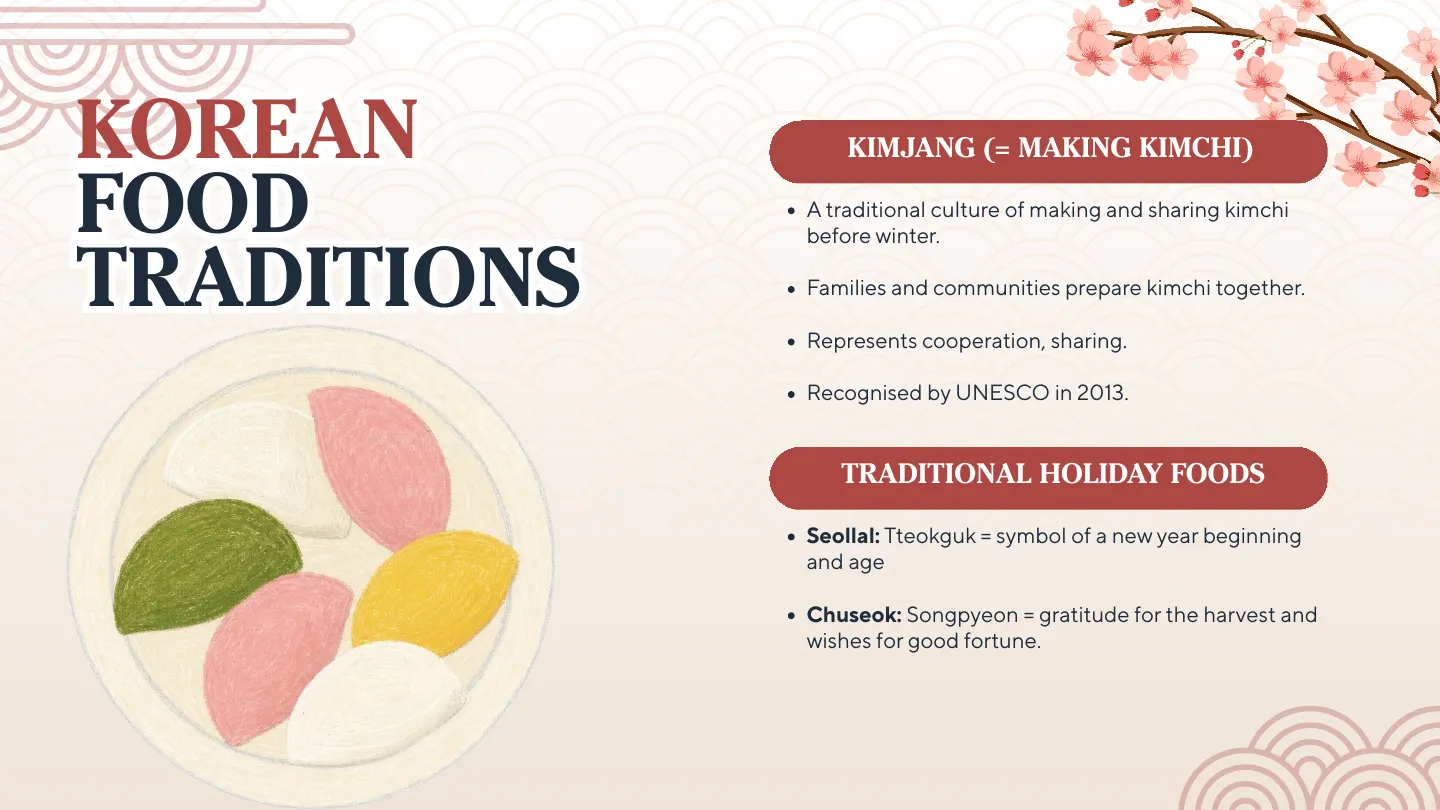 KOREAN
FOOD
TRADITIONS
KIMJANG (= MAKING KIMCHI)
• A traditional culture of making and sharing kimchi
before winter.
• Families and communities prepare kimchi together.
• Represents cooperation, sharing.
• Recognised by UNESCO in 2013.
TRADITIONAL HOLIDAY FOODS
• Seollal: Tteokguk = symbol of a new year beginning
and age
• Chuseok: Songpyeon = gratitude for the harvest and
wishes for good fortune.